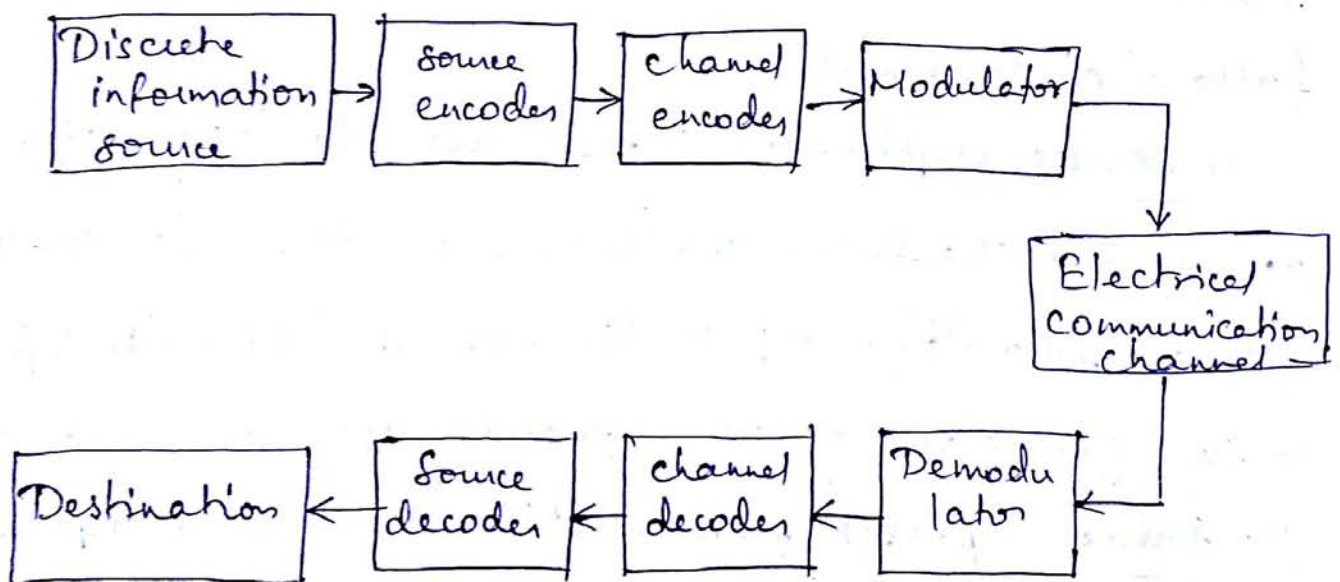 Discrete
information
source
source
encoder
channel
encoder
Modulator
Electrical
communication
channel
Demodu
lator
channel
decoder
source
decoder
Destination